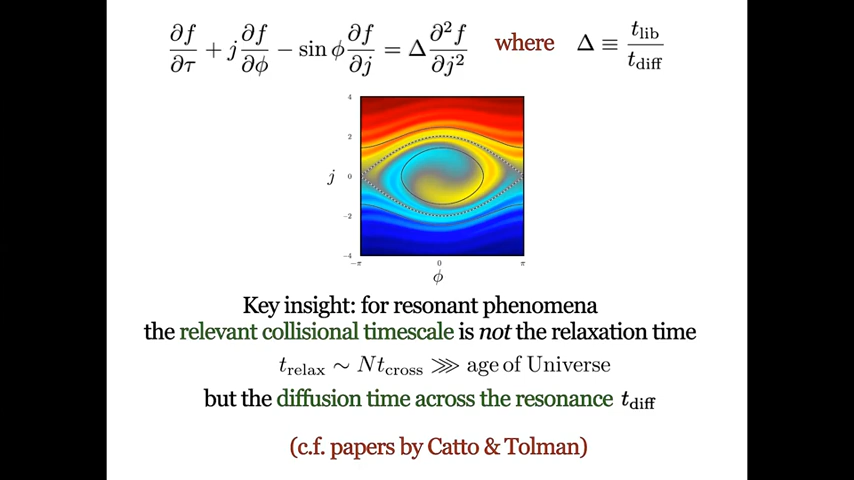 ∂f/∂τ + j ∂f/∂φ − sin φ ∂f/∂j = Δ ∂²f/∂j² where Δ ≡ t_lib/t_diff
4
2
j 0
−2
−4
−π 0 π
φ
Key insight: for resonant phenomena
the relevant collisional timescale is not the relaxation time
t_relax ∼ Nt_cross ⋙ age of Universe
but the diffusion time across the resonance t_diff
(c.f. papers by Catto & Tolman)